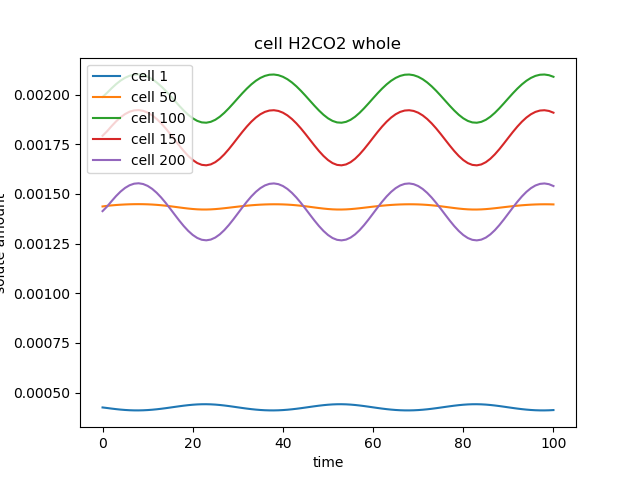 cell H2CO2 whole
cell 1
cell 50
cell 100
cell 150
cell 200
0.00200
0.00175
0.00150
0.00125
0.00100
0.00075
0.00050
solute amount
0 20 40 60 80 100
time